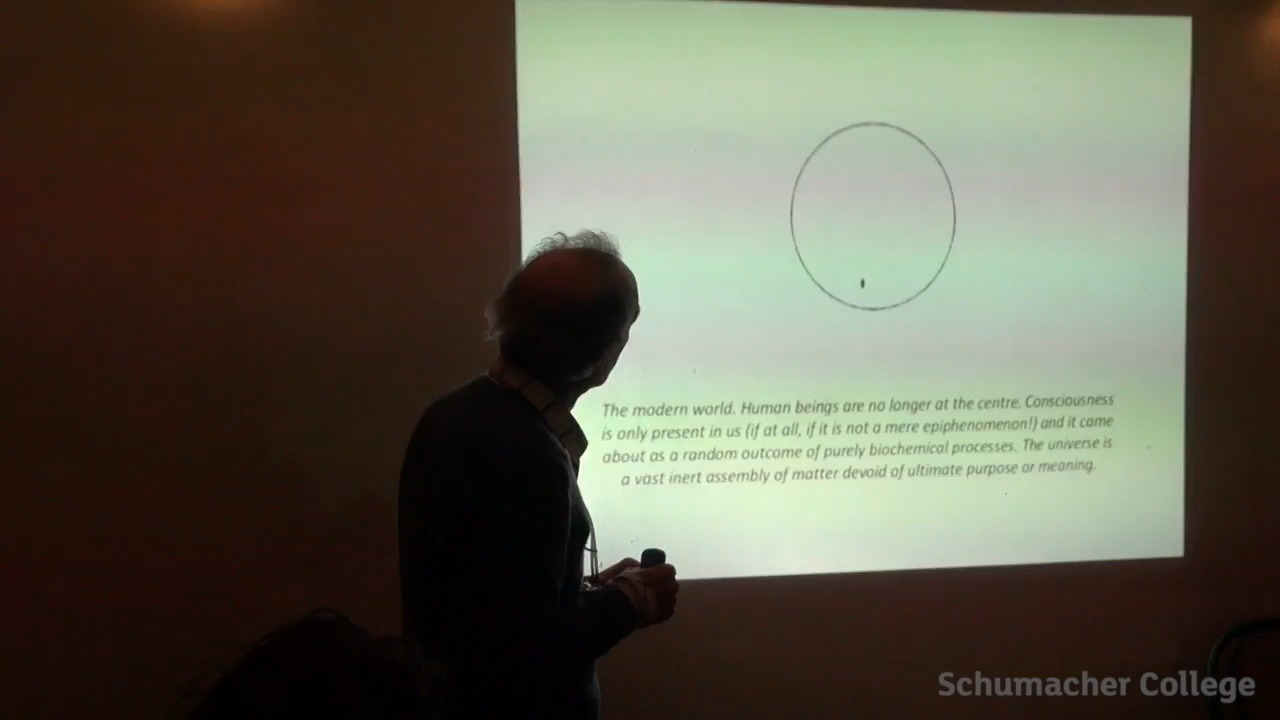 The modern world. Human beings are no longer at the centre. Consciousness
is only present in us (if at all, if it is not a mere epiphenomenon!) and it came
about as a random outcome of purely biochemical processes. The universe is
a vast inert assembly of matter devoid of ultimate purpose or meaning.
Schumacher College